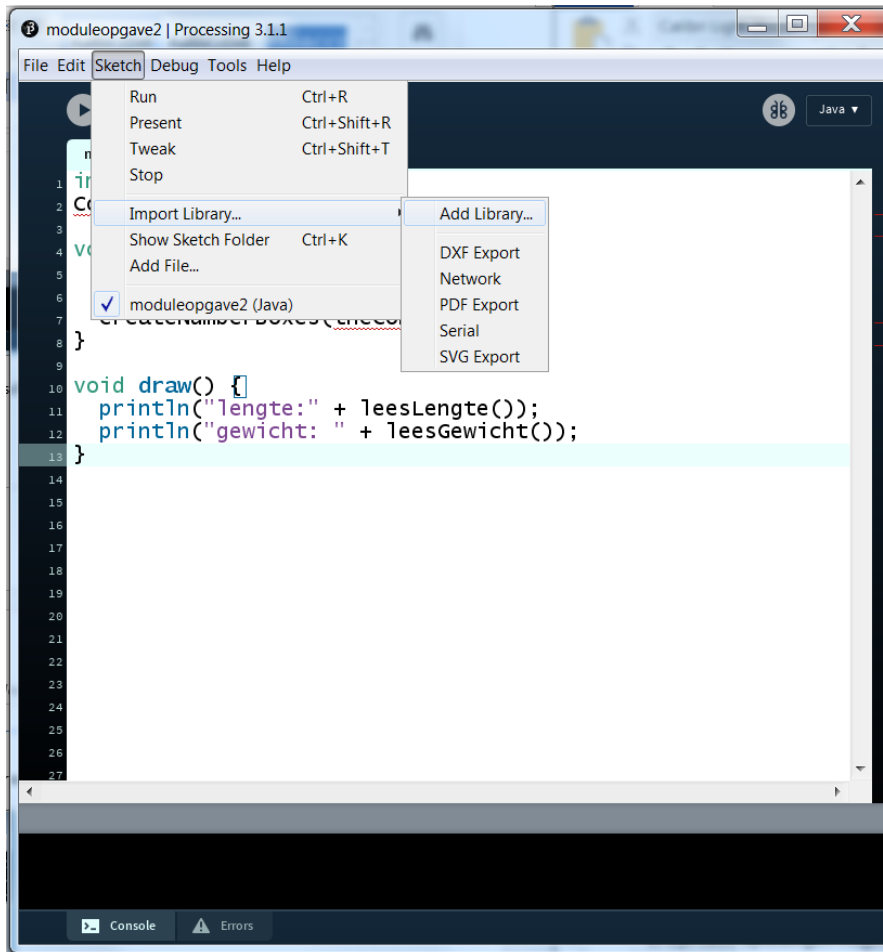 moduleopgave2 | Processing 3.1.1
File Edit Sketch Debug Tools Help
Run Ctrl+R
Present Ctrl+Shift+R
Tweak Ctrl+Shift+T
Stop
Import Library...
Show Sketch Folder Ctrl+K
Add File...
moduleopgave2 (Java)
Add Library...
DXF Export
Network
PDF Export
Serial
SVG Export
Java
1
2
3
4
5
6
7
8 }
9
10 void draw() {
11 println("lengte:" + leesLengte());
12 println("gewicht: " + leesGewicht());
13 }
14
15
16
17
18
19
20
21
22
23
24
25
26
27
Console Errors